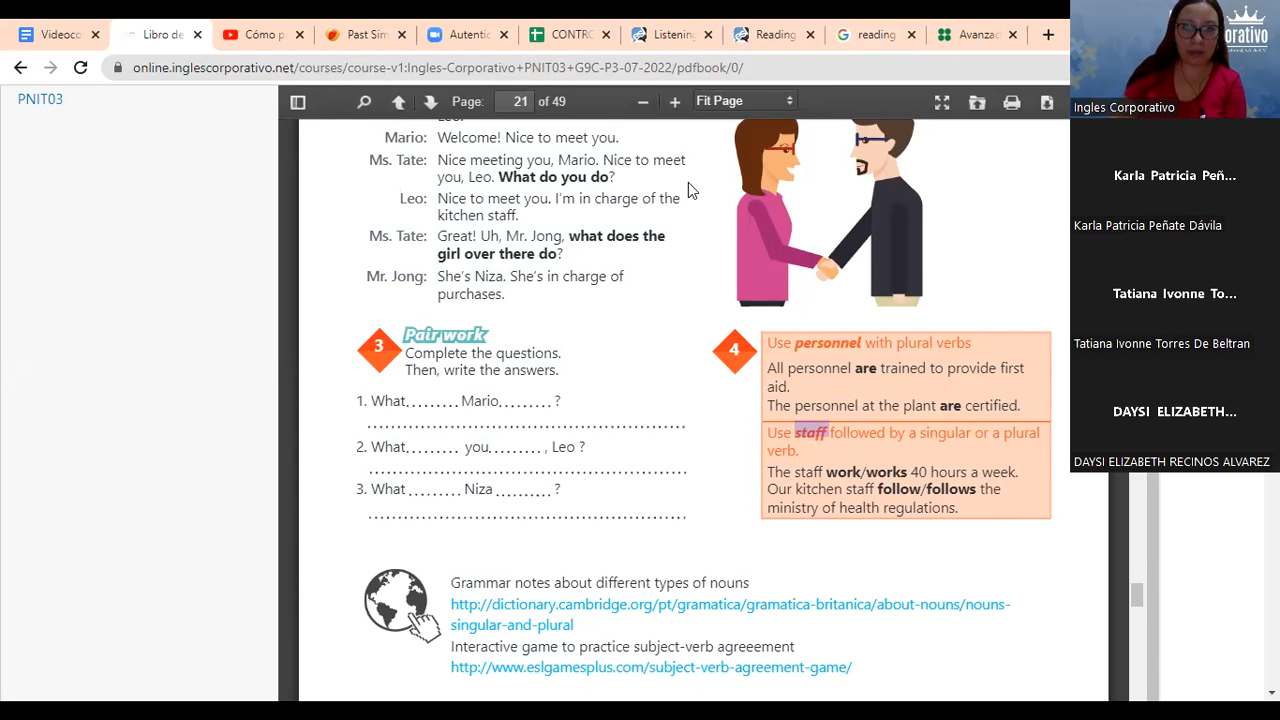 Videoco
Libro de
Cómo p
Past Sim
Autentic
CONTRO
Listening
Reading
reading
Avanzad
orativo
online.inglescorporativo.net/courses/course-v1:Ingles-Corporativo+PNIT03+G9C-P3-07-2022/pdfbook/0/
Ingles Corporativo
PNIT03
Page: 21 of 49
Fit Page
Mario: Welcome! Nice to meet you.
Ms. Tate: Nice meeting you, Mario. Nice to meet
you, Leo. What do you do?
Leo: Nice to meet you. I'm in charge of the
kitchen staff.
Ms. Tate: Great! Uh, Mr. Jong, what does the
girl over there do?
Mr. Jong: She's Niza. She's in charge of
purchases.
3 Pair work
Complete the questions.
Then, write the answers.
1. What......... Mario......... ?
2. What......... you........., Leo ?
3. What ......... Niza ......... ?
4
Use personnel with plural verbs
All personnel are trained to provide first
aid.
The personnel at the plant are certified.
Use staff followed by a singular or a plural
verb.
The staff work/works 40 hours a week.
Our kitchen staff follow/follows the
ministry of health regulations.
Grammar notes about different types of nouns
http://dictionary.cambridge.org/pt/gramatica/gramatica-britanica/about-nouns/nouns-
singular-and-plural
Interactive game to practice subject-verb agreeement
http://www.eslgamesplus.com/subject-verb-agreement-game/
Karla Patricia Peñ...
Karla Patricia Peñate Dávila
Tatiana Ivonne To...
Tatiana Ivonne Torres De Beltran
DAYSI ELIZABETH...
DAYSI ELIZABETH RECINOS ALVAREZ